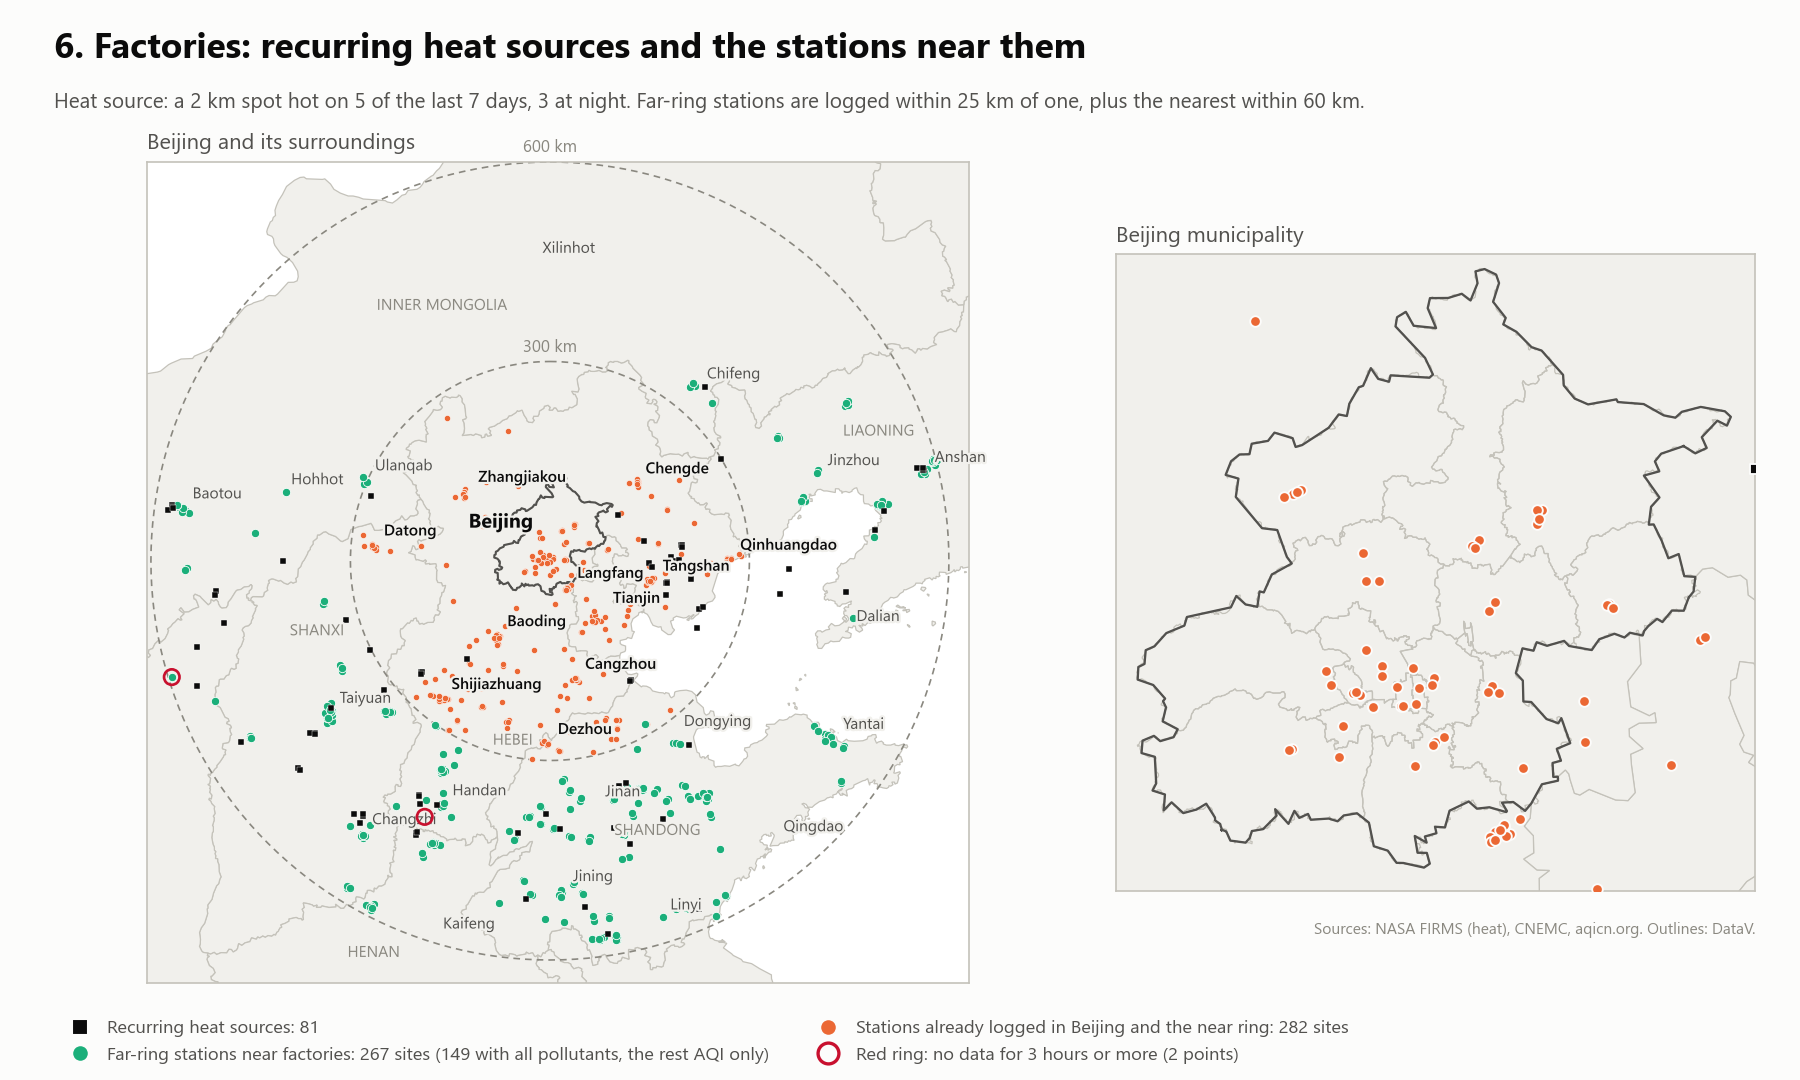 6. Factories: recurring heat sources and the stations near them
Heat source: a 2 km spot hot on 5 of the last 7 days, 3 at night. Far-ring stations are logged within 25 km of one, plus the nearest within 60 km.
Beijing and its surroundings
600 km
Xilinhot
INNER MONGOLIA
300 km
Chifeng
LIAONING
Anshan
Jinzhou
Ulanqab
Chengde
Zhangjiakou
Hohhot
Baotou
Beijing
Datong
Qinhuangdao
Tangshan
Langfang
Tianjin
Dalian
Baoding
SHANXI
Cangzhou
Shijiazhuang
Taiyuan
Dongying
Yantai
Dezhou
HEBEI
Handan
Jinan
Changzhi
SHANDONG
Qingdao
Jining
Linyi
Kaifeng
HENAN
Beijing municipality
Sources: NASA FIRMS (heat), CNEMC, aqicn.org. Outlines: DataV.
Recurring heat sources: 81
Far-ring stations near factories: 267 sites (149 with all pollutants, the rest AQI only)
Stations already logged in Beijing and the near ring: 282 sites
Red ring: no data for 3 hours or more (2 points)